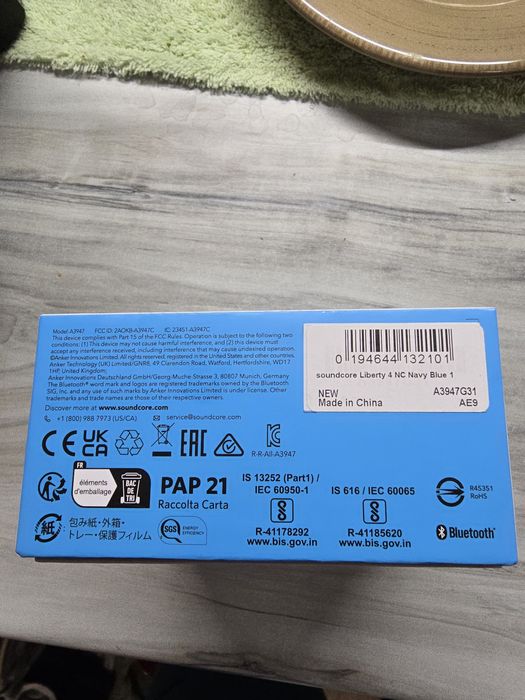 Model: A3947 FCC ID: 2AOKB-A3947C IC: 23451-A3947C
This device complies with Part 15 of the FCC Rules. Operation is subject to the following two
conditions: (1) This device may not cause harmful interference, and (2) this device must
accept any interference received, including interference that may cause undesired operation.
©Anker Innovations Limited. All rights reserved, registered in the United States and other countries.
Anker Technology (UK) Limited/GNR8, 49 Clarendon Road, Watford, Hertfordshire, WD17
1HP, United Kingdom;
Anker Innovations Deutschland GmbH/Georg-Muche-Strasse 3, 80807 Munich, Germany
The Bluetooth® word mark and logos are registered trademarks owned by the Bluetooth
SIG, Inc. and any use of such marks by Anker Innovations Limited is under license. Other
trademarks and trade names are those of their respective owners.
Discover more at www.soundcore.com
+1 (800) 988 7973 (US/CA) service@soundcore.com
0 194644 132101
soundcore Liberty 4 NC Navy Blue 1
NEW A3947G31
Made in China AE9
CE UK CA EAC
R-R-All-A3947
FR
éléments d'emballage
BAC DE TRI
PAP 21
Raccolta Carta
IS 13252 (Part1) /
IEC 60950-1
R-41178292
www.bis.gov.in
IS 616 / IEC 60065
R-41185620
www.bis.gov.in
R45351
RoHS
紙
包み紙・外箱・
トレー・保護フィルム
SGS ENERGY EFFICIENCY
Bluetooth®